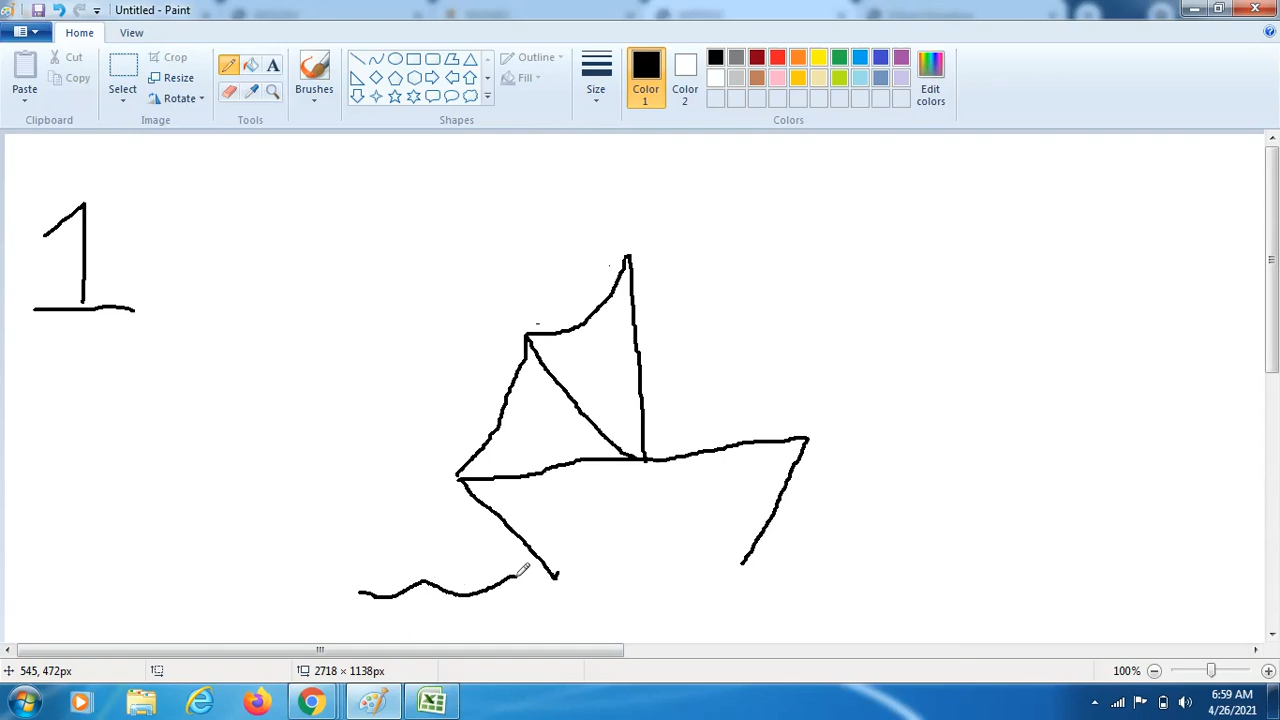 Untitled - Paint
Home View
Paste
Cut
Copy
Clipboard
Select
Crop
Resize
Rotate
Image
A
Tools
Brushes
Outline
Fill
Shapes
Size
Color 1
Color 2
Edit colors
Colors
1
545, 472px
2718 × 1138px
100%
6:59 AM
4/26/2021